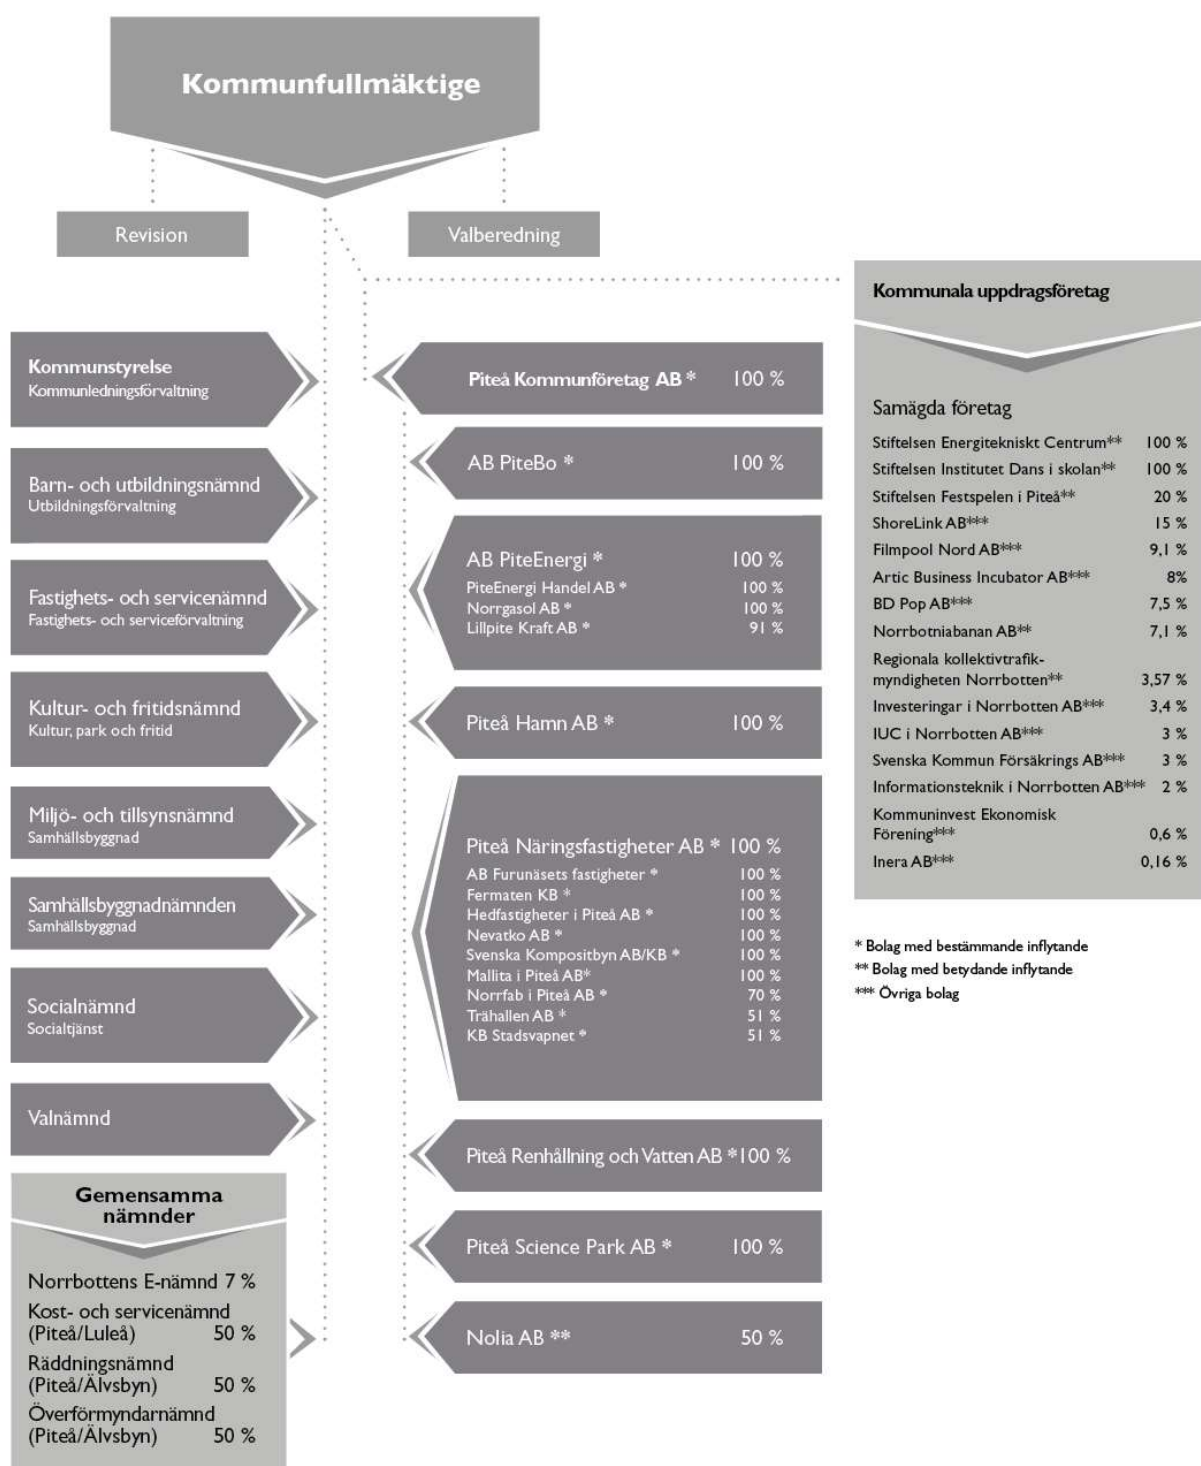 Kommunfullmäktige
Revision
Valberedning
Kommunstyrelse
Kommunledningsförvaltning
Barn- och utbildningsnämnd
Utbildningsförvaltning
Fastighets- och servicenämnd
Fastighets- och serviceförvaltning
Kultur- och fritidsnämnd
Kultur, park och fritid
Miljö- och tillsynsnämnd
Samhällsbyggnad
Samhällsbyggnadnämnden
Samhällsbyggnad
Socialnämnd
Socialtjänst
Valnämnd
Gemensamma
nämnder
Norrbottens E-nämnd 7 %
Kost- och servicenämnd
(Piteå/Luleå) 50 %
Räddningsnämnd
(Piteå/Älvsbyn) 50 %
Överförmyndarnämnd
(Piteå/Älvsbyn) 50 %
Piteå Kommunföretag AB * 100 %
AB PiteBo * 100 %
AB PiteEnergi * 100 %
PiteEnergi Handel AB * 100 %
Norrgasol AB * 100 %
Lillpite Kraft AB * 91 %
Piteå Hamn AB * 100 %
Piteå Näringsfastigheter AB * 100 %
AB Furunäsets fastigheter * 100 %
Fermaten KB * 100 %
Hedfastigheter i Piteå AB * 100 %
Nevatko AB * 100 %
Svenska Kompositbyn AB/KB * 100 %
Mallita i Piteå AB* 100 %
Norrfab i Piteå AB * 70 %
Trähallen AB * 51 %
KB Stadsvapnet * 51 %
Piteå Renhållning och Vatten AB *100 %
Piteå Science Park AB * 100 %
Nolia AB ** 50 %
Kommunala uppdragsföretag
Samägda företag
Stiftelsen Energitekniskt Centrum** 100 %
Stiftelsen Institutet Dans i skolan** 100 %
Stiftelsen Festspelen i Piteå** 20 %
ShoreLink AB*** 15 %
Filmpool Nord AB*** 9,1 %
Artic Business Incubator AB*** 8%
BD Pop AB*** 7,5 %
Norrbotniabanan AB** 7,1 %
Regionala kollektivtrafik-
myndigheten Norrbotten** 3,57 %
Investeringar i Norrbotten AB*** 3,4 %
IUC i Norrbotten AB*** 3 %
Svenska Kommun Försäkrings AB*** 3 %
Informationsteknik i Norrbotten AB*** 2 %
Kommuninvest Ekonomisk
Förening*** 0,6 %
Inera AB*** 0,16 %
* Bolag med bestämmande inflytande
** Bolag med betydande inflytande
*** Övriga bolag